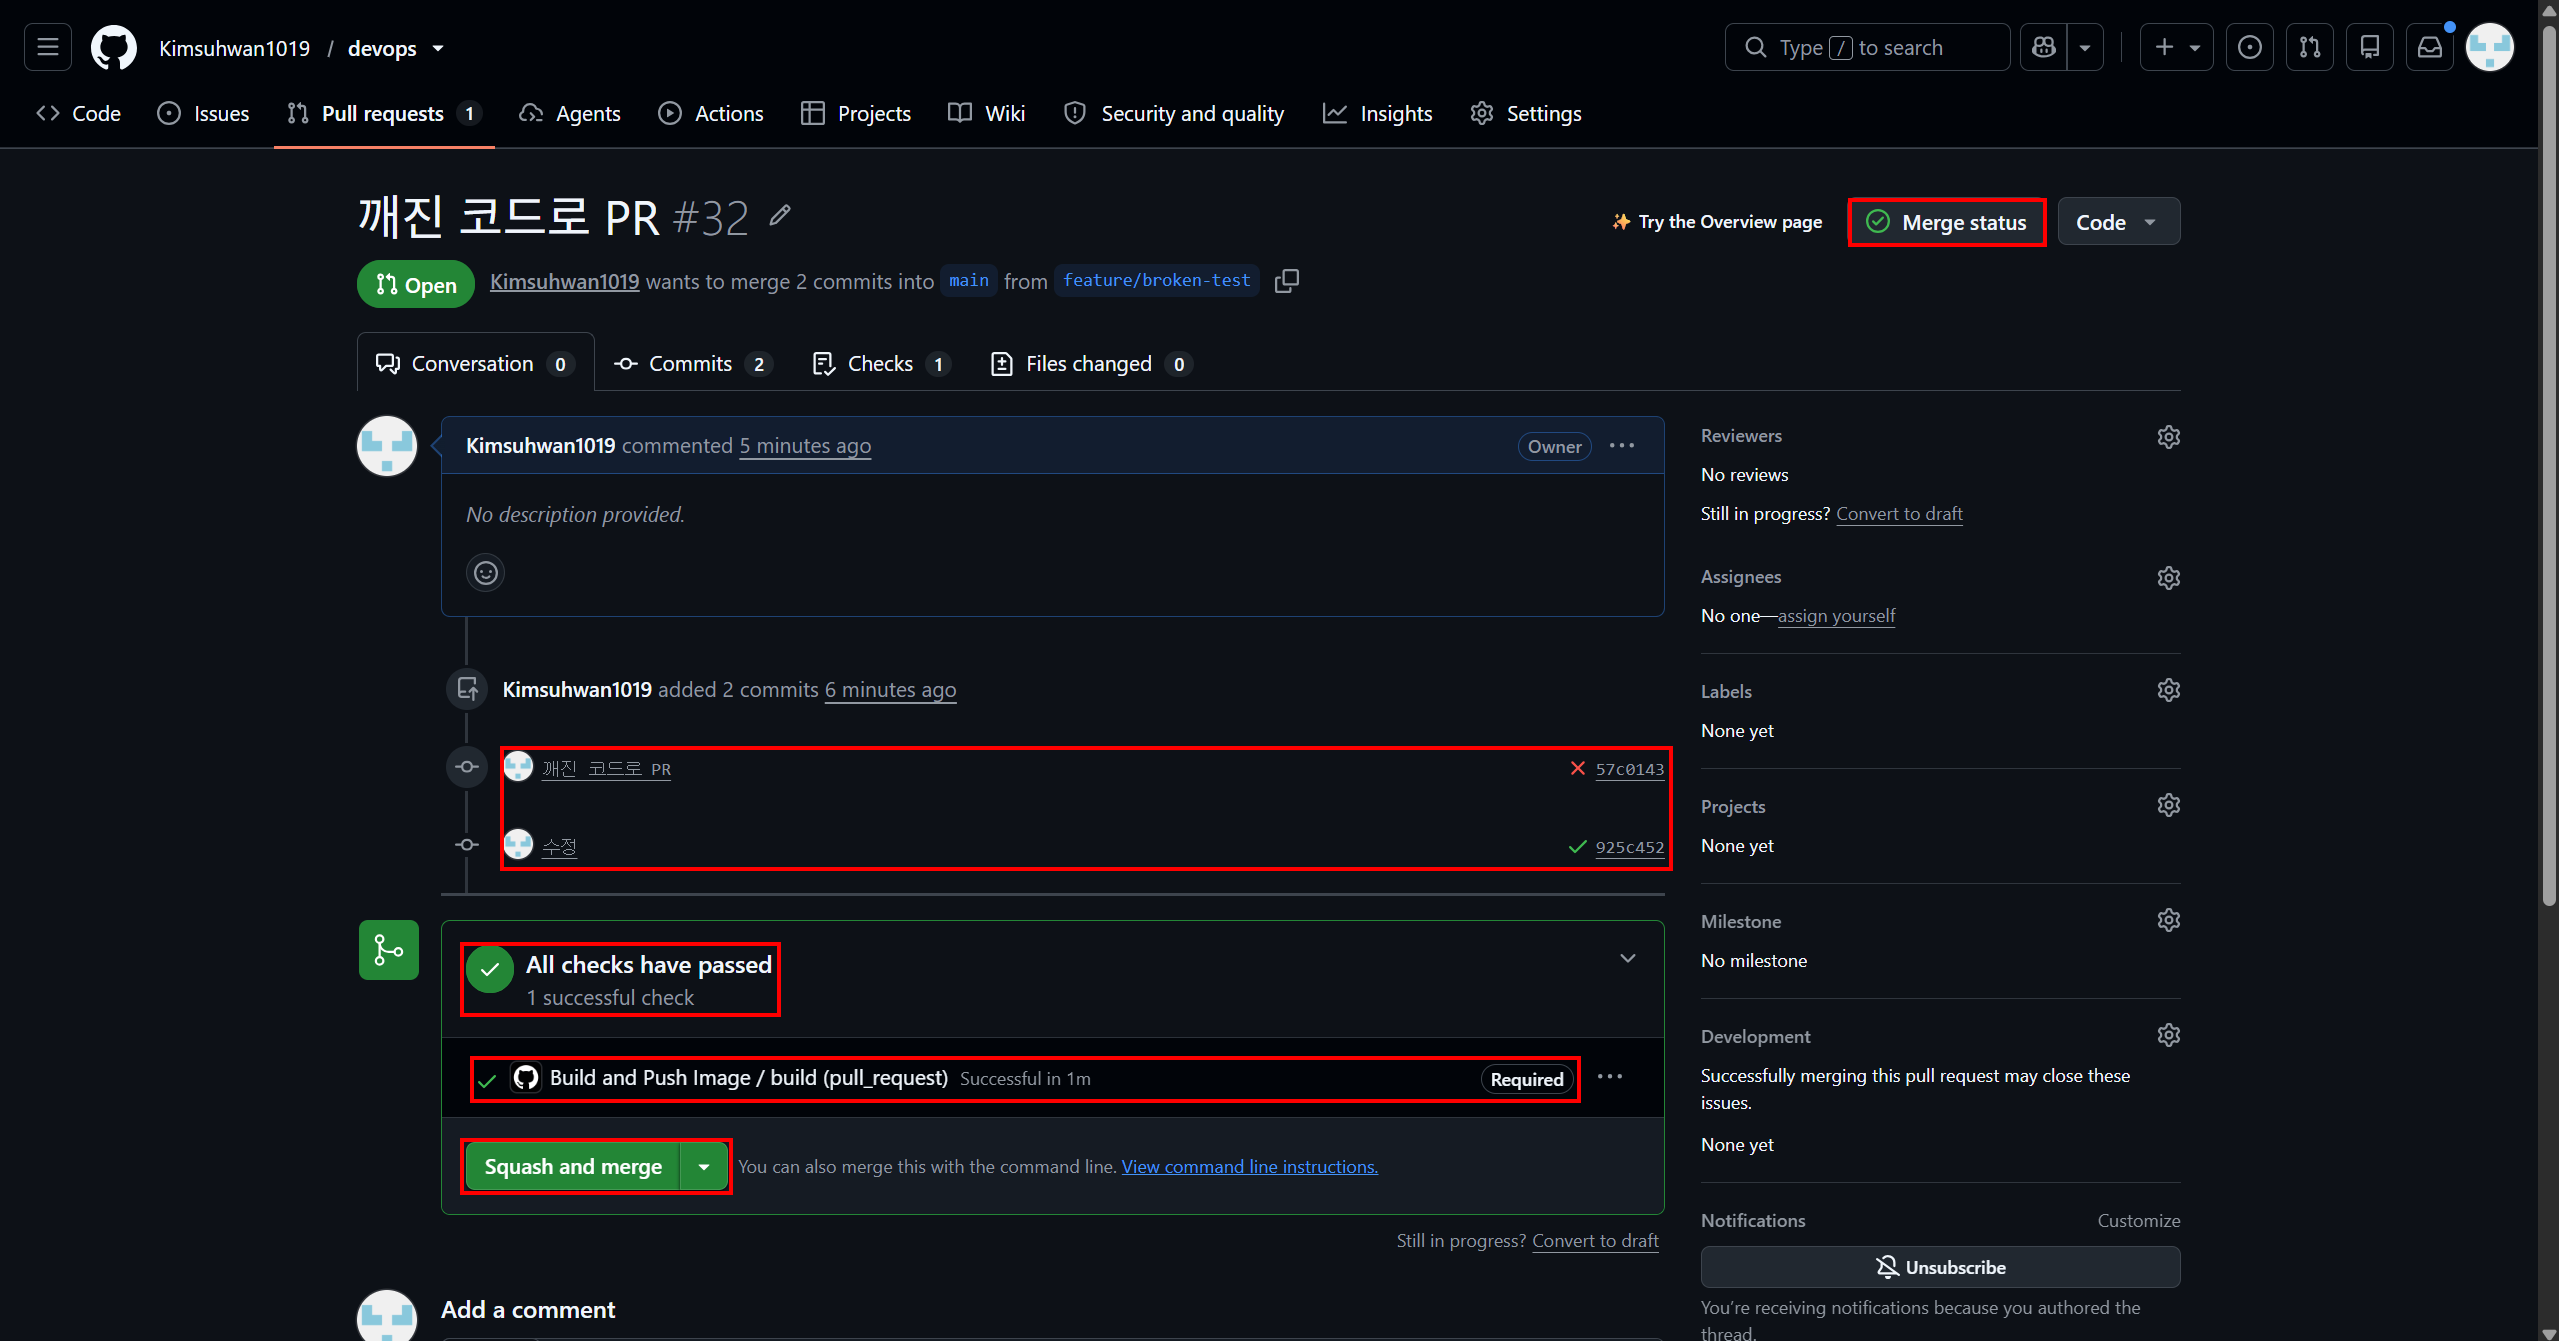 Kimsuhwan1019 / devops
Type / to search
Code
Issues
Pull requests 1
Agents
Actions
Projects
Wiki
Security and quality
Insights
Settings
깨진 코드로 PR #32
Try the Overview page
Merge status
Code
Open
Kimsuhwan1019 wants to merge 2 commits into main from feature/broken-test
Conversation 0
Commits 2
Checks 1
Files changed 0
Kimsuhwan1019 commented 5 minutes ago
Owner
No description provided.
Kimsuhwan1019 added 2 commits 6 minutes ago
깨진 코드로 PR
57c0143
수정
925c452
All checks have passed
1 successful check
Build and Push Image / build (pull_request) Successful in 1m
Required
Squash and merge
You can also merge this with the command line. View command line instructions.
Still in progress? Convert to draft
Add a comment
Reviewers
No reviews
Still in progress? Convert to draft
Assignees
No one—assign yourself
Labels
None yet
Projects
None yet
Milestone
No milestone
Development
Successfully merging this pull request may close these
issues.
None yet
Notifications
Customize
Unsubscribe
You're receiving notifications because you authored the
thread.